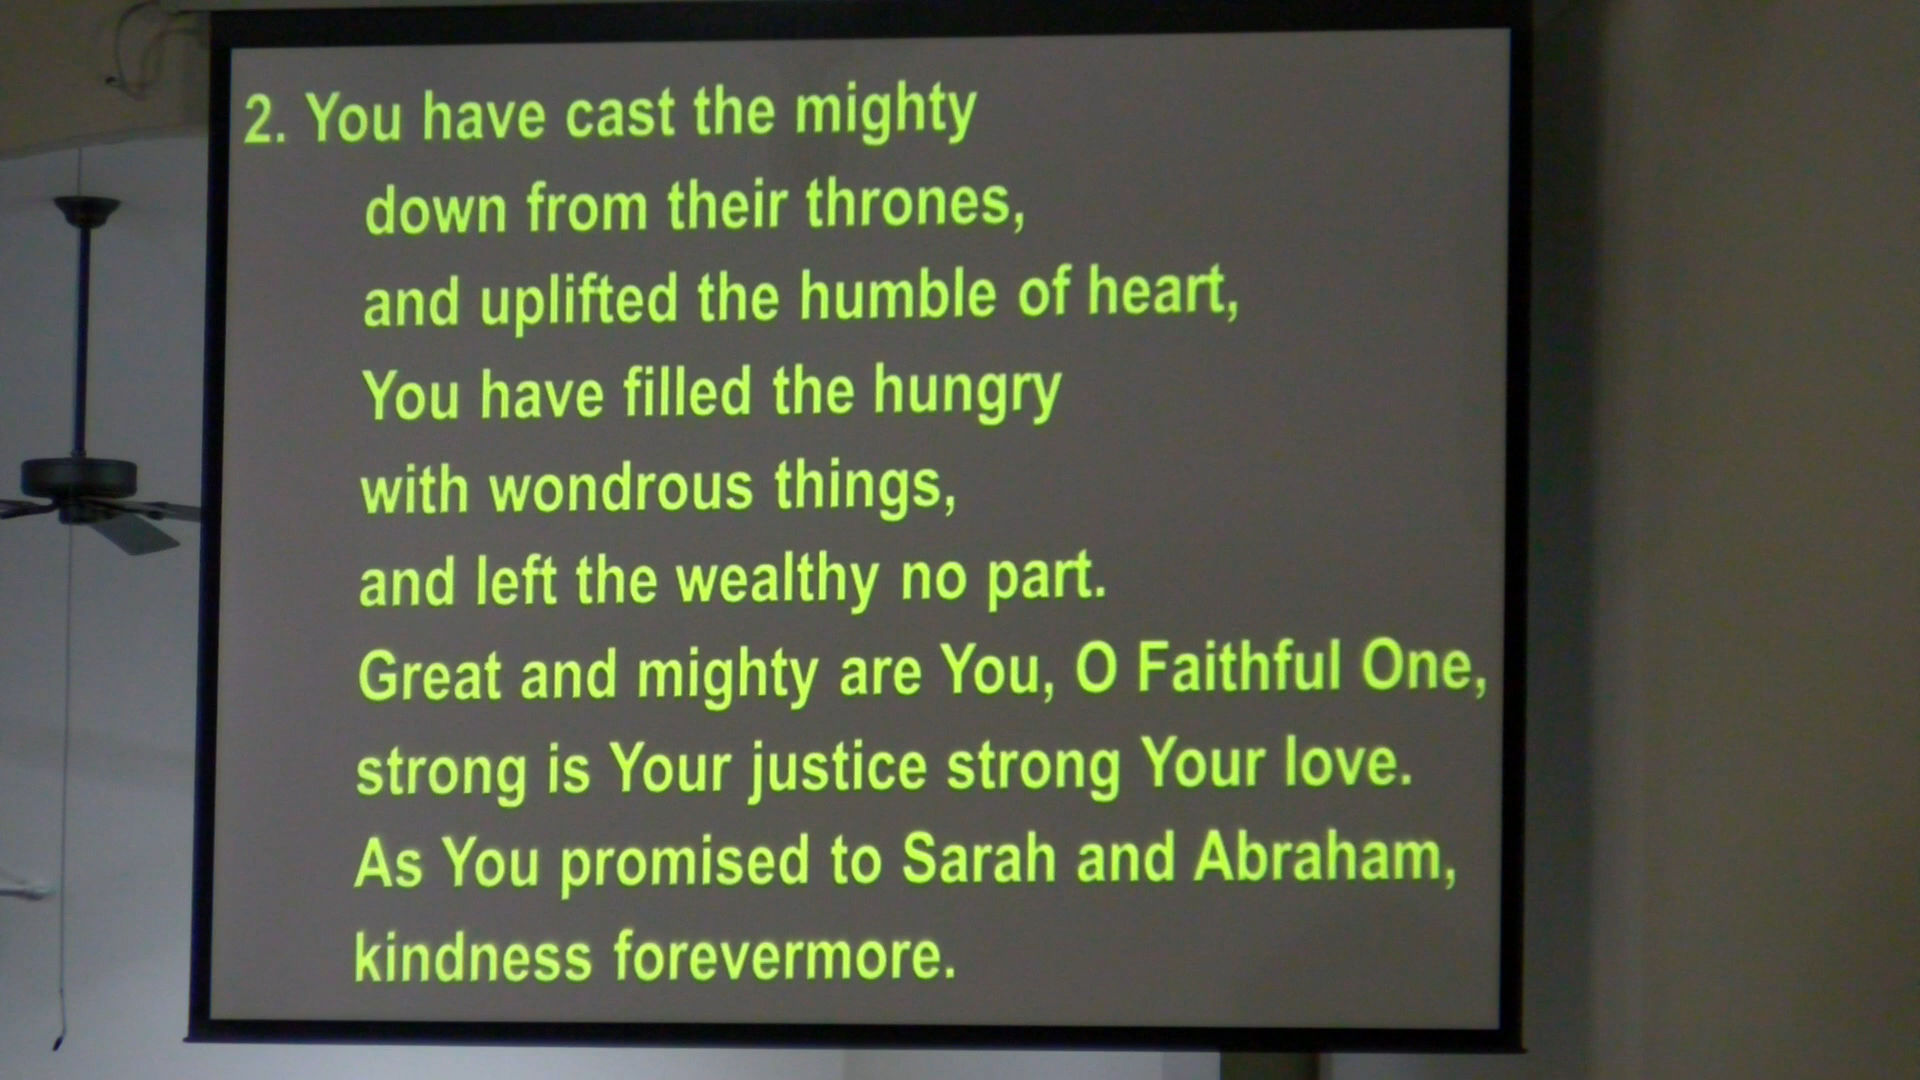 2. You have cast the mighty
down from their thrones,
and uplifted the humble of heart,
You have filled the hungry
with wondrous things,
and left the wealthy no part.
Great and mighty are You, O Faithful One,
strong is Your justice strong Your love.
As You promised to Sarah and Abraham,
kindness forevermore.